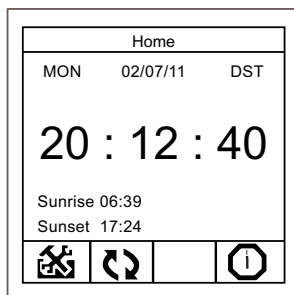 Home
MON 02/07/11 DST
20 : 12 : 40
Sunrise 06:39
Sunset 17:24
i